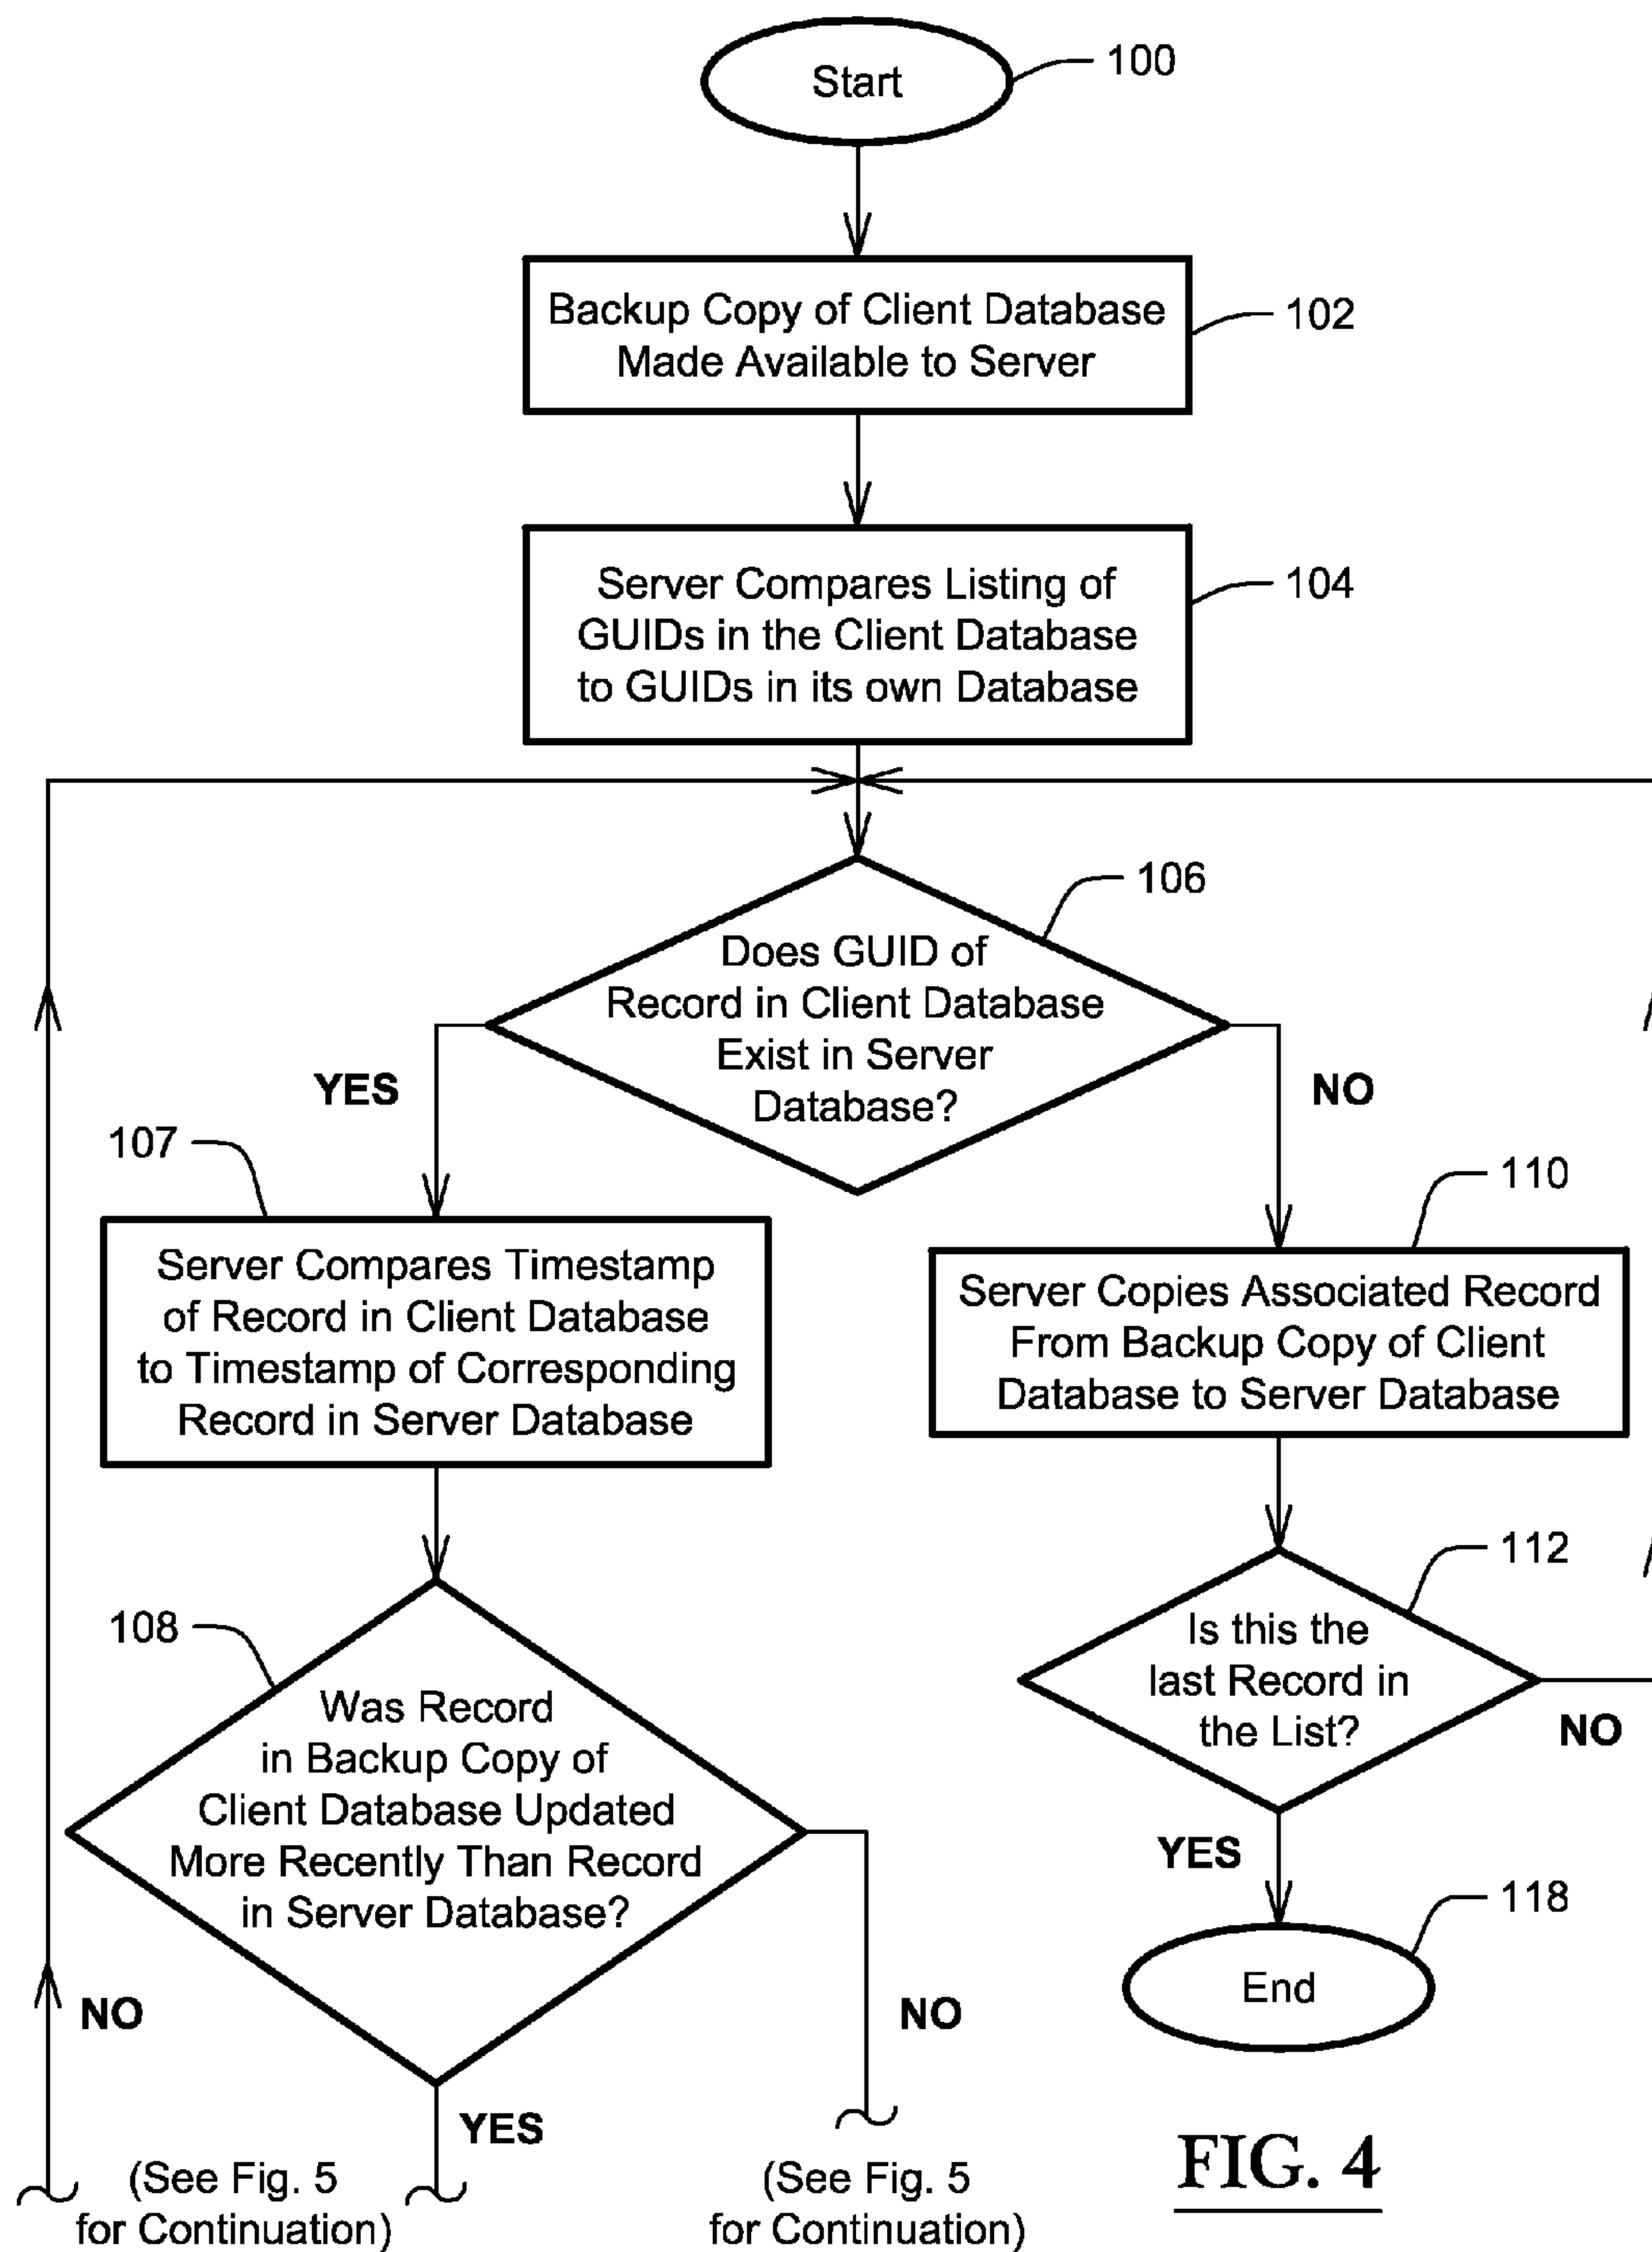 Start
100
Backup Copy of Client Database
Made Available to Server
102
Server Compares Listing of
GUIDs in the Client Database
to GUIDs in its own Database
104
106
Does GUID of
Record in Client Database
Exist in Server
Database?
YES
NO
107
Server Compares Timestamp
of Record in Client Database
to Timestamp of Corresponding
Record in Server Database
110
Server Copies Associated Record
From Backup Copy of Client
Database to Server Database
108
Was Record
in Backup Copy of
Client Database Updated
More Recently Than Record
in Server Database?
112
Is this the
last Record in
the List?
NO
YES
118
End
NO
NO
YES
(See Fig. 5
for Continuation)
(See Fig. 5
for Continuation)
FIG. 4